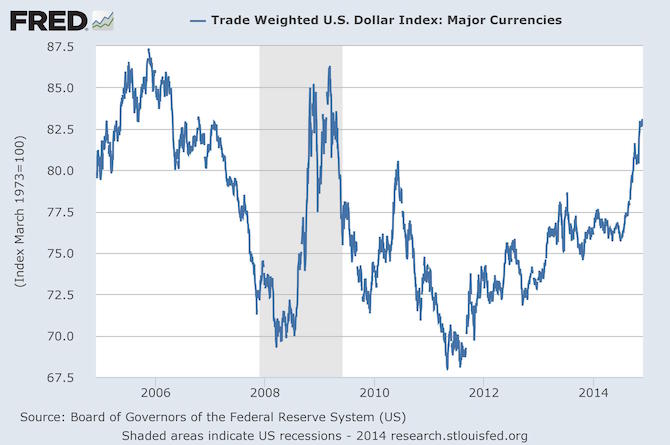 FRED
Trade Weighted U.S. Dollar Index: Major Currencies
(Index March 1973=100)
87.5
85.0
82.5
80.0
77.5
75.0
72.5
70.0
67.5
2006 2008 2010 2012 2014
Source: Board of Governors of the Federal Reserve System (US)
Shaded areas indicate US recessions - 2014 research.stlouisfed.org